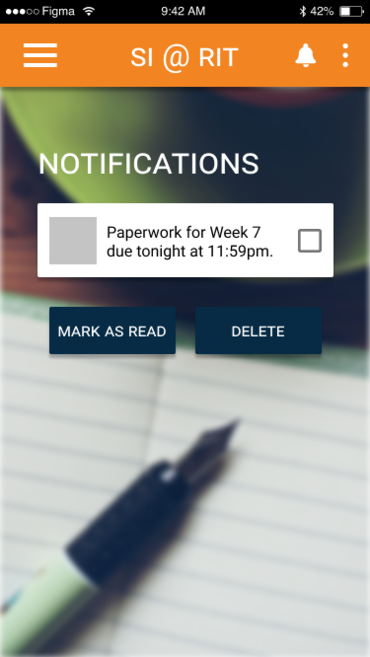 Figma 9:42 AM 42%
SI @ RIT
NOTIFICATIONS
Paperwork for Week 7
due tonight at 11:59pm.
MARK AS READ DELETE